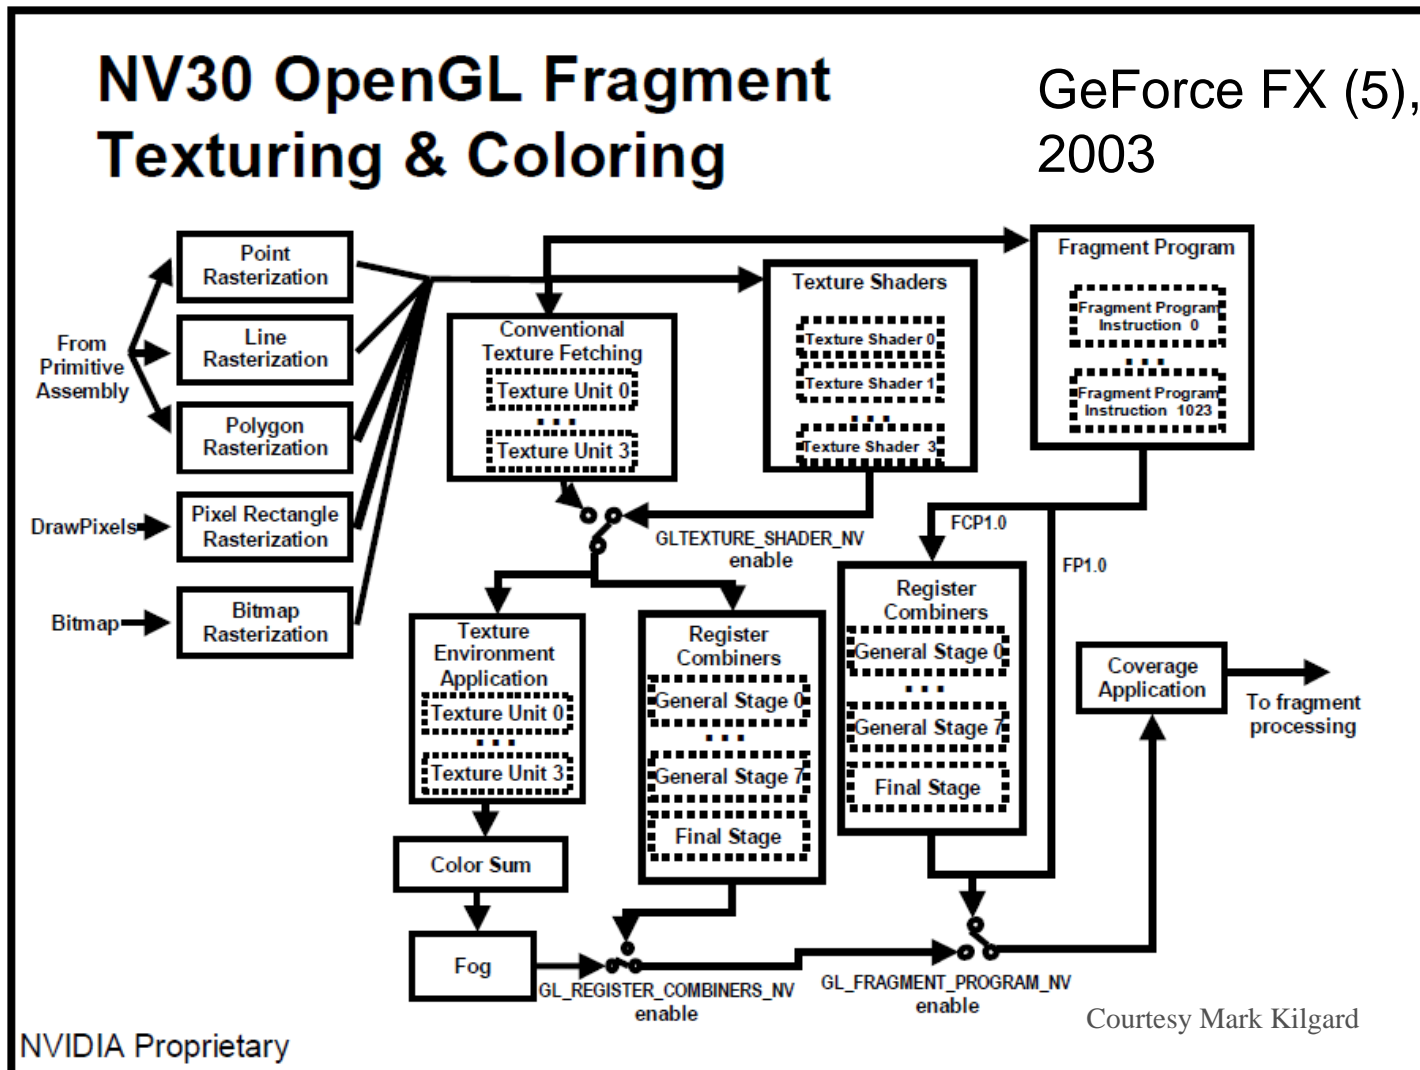 NV30 OpenGL Fragment
Texturing & Coloring
GeForce FX (5),
2003
From
Primitive
Assembly
DrawPixels
Bitmap
Point
Rasterization
Line
Rasterization
Polygon
Rasterization
Pixel Rectangle
Rasterization
Bitmap
Rasterization
Conventional
Texture Fetching
Texture Unit 0
...
Texture Unit 3
Texture Shaders
Texture Shader 0
Texture Shader 1
...
Texture Shader 3
Fragment Program
Fragment Program
Instruction 0
...
Fragment Program
Instruction 1023
GLTEXTURE_SHADER_NV
enable
FCP1.0
FP1.0
Texture
Environment
Application
Texture Unit 0
...
Texture Unit 3
Register
Combiners
General Stage 0
...
General Stage 7
Final Stage
Register
Combiners
General Stage 0
...
General Stage 7
Final Stage
Coverage
Application
To fragment
processing
Color Sum
Fog
GL_REGISTER_COMBINERS_NV
enable
GL_FRAGMENT_PROGRAM_NV
enable
Courtesy Mark Kilgard
NVIDIA Proprietary